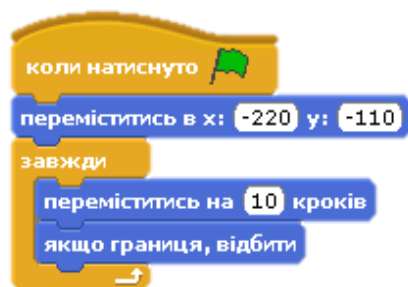 коли натиснуто
переміститись в x: -220 y: -110
завжди
переміститись на 10 кроків
якщо границя, відбити